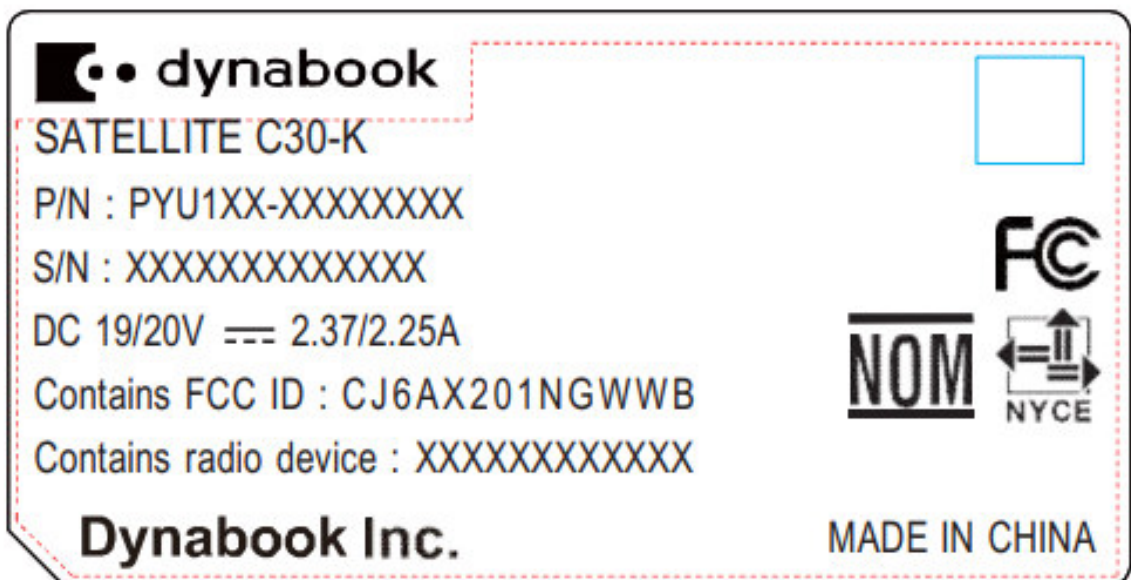 dynabook
SATELLITE C30-K
P/N : PYU1XX-XXXXXXXX
S/N : XXXXXXXXXXXXX
DC 19/20V ⎓ 2.37/2.25A
Contains FCC ID : CJ6AX201NGWWB
Contains radio device : XXXXXXXXXXXX
Dynabook Inc.
FC
NOM
NYCE
MADE IN CHINA